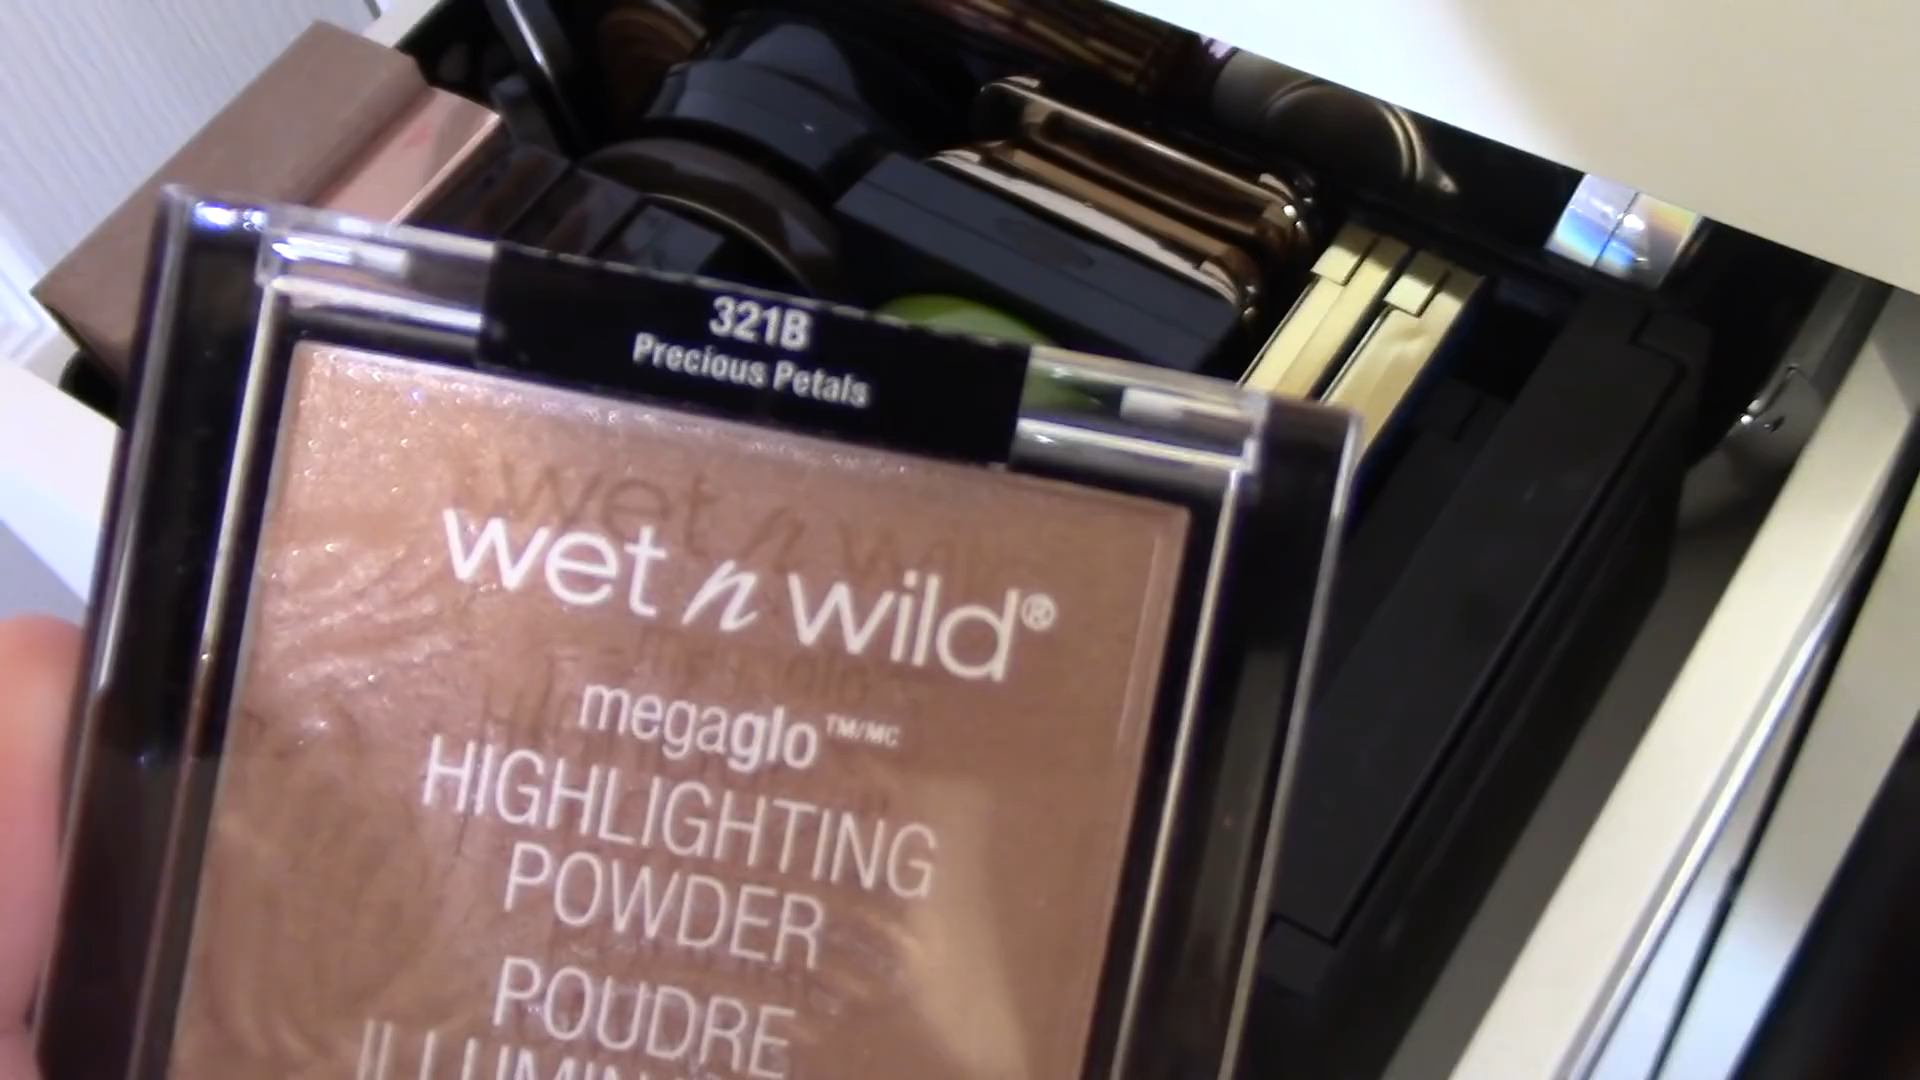 321B
Precious Petals
wet n wild®
megaglo™/MC
HIGHLIGHTING
POWDER
POUDRE